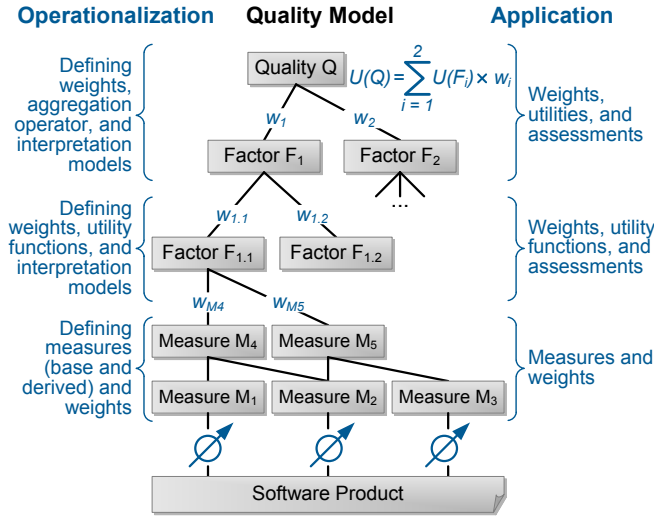 Operationalization Quality Model Application
Defining
weights,
aggregation
operator, and
interpretation
models
Quality Q
U(Q)=∑ U(Fᵢ)× wᵢ
2
i = 1
w₁ w₂
Factor F₁ Factor F₂
...
Weights,
utilities, and
assessments
Defining
weights, utility
functions, and
interpretation
models
w₁.₁ w₁.₂
Factor F₁.₁ Factor F₁.₂
Weights, utility
functions, and
assessments
w_M4 w_M5
Defining
measures
(base and
derived) and
weights
Measure M₄ Measure M₅
Measure M₁ Measure M₂ Measure M₃
Measures and
weights
Software Product